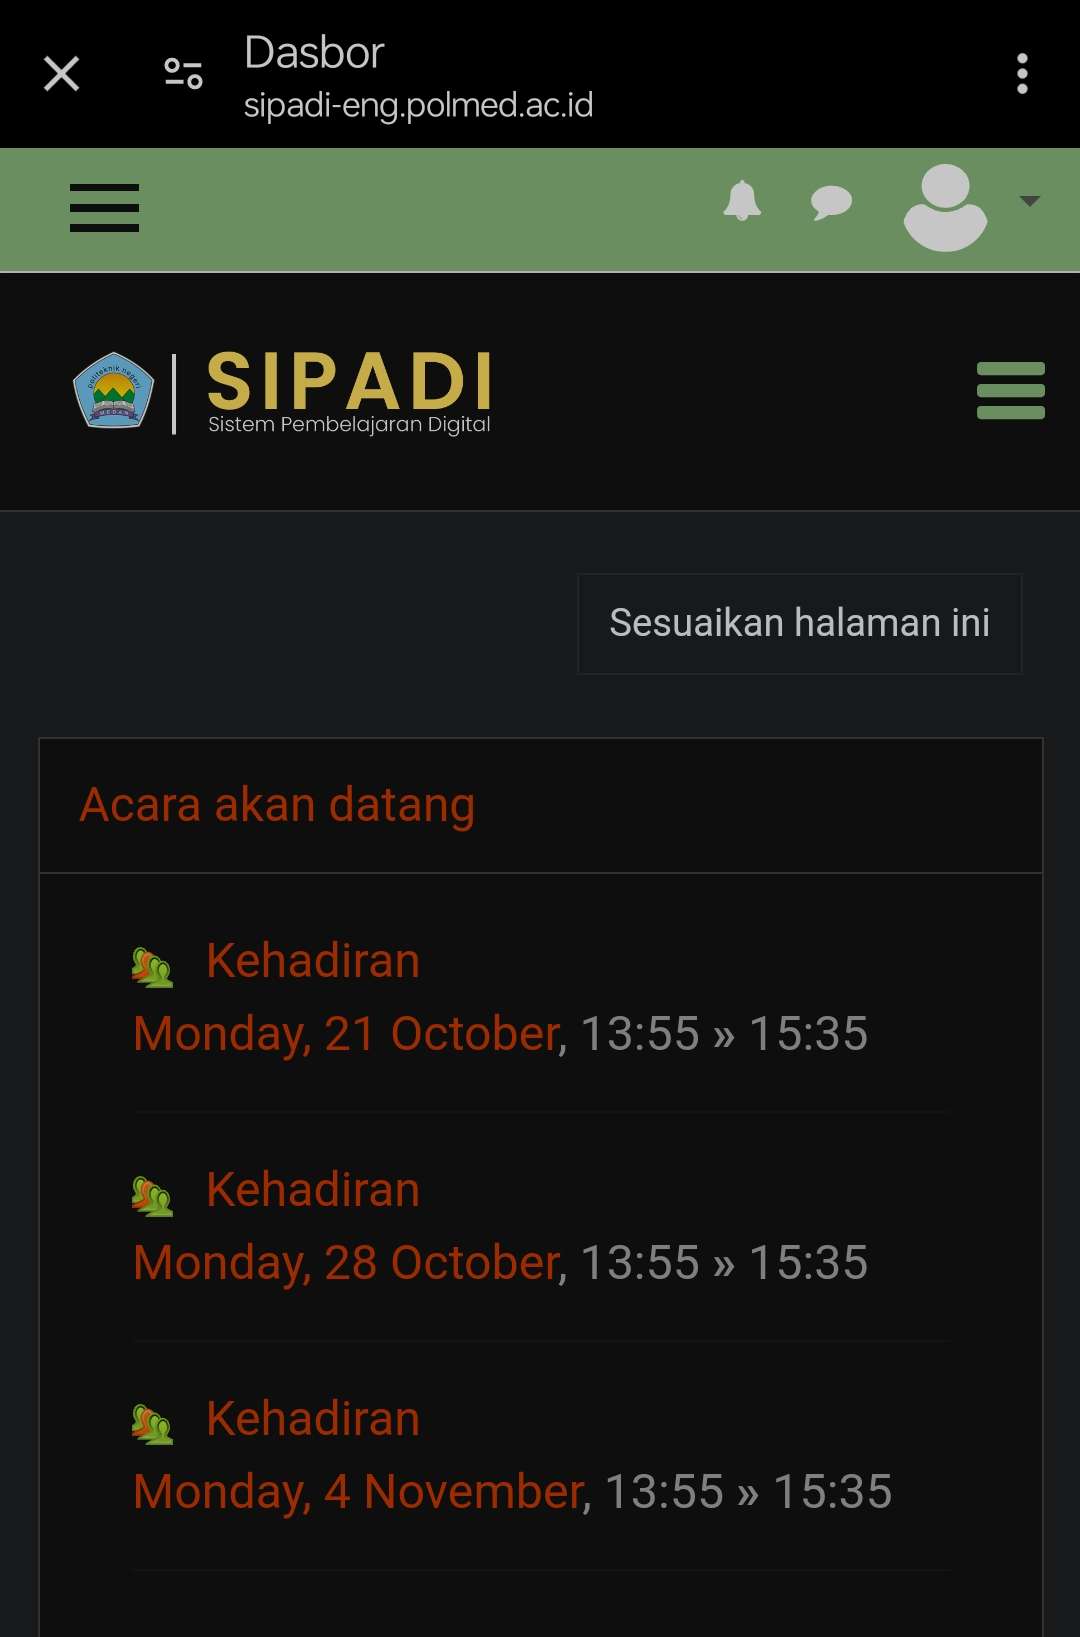 Dasbor
sipadi-eng.polmed.ac.id
politeknik negeri
MEDAN
SIPADI
Sistem Pembelajaran Digital
Sesuaikan halaman ini
Acara akan datang
Kehadiran
Monday, 21 October, 13:55 » 15:35
Kehadiran
Monday, 28 October, 13:55 » 15:35
Kehadiran
Monday, 4 November, 13:55 » 15:35